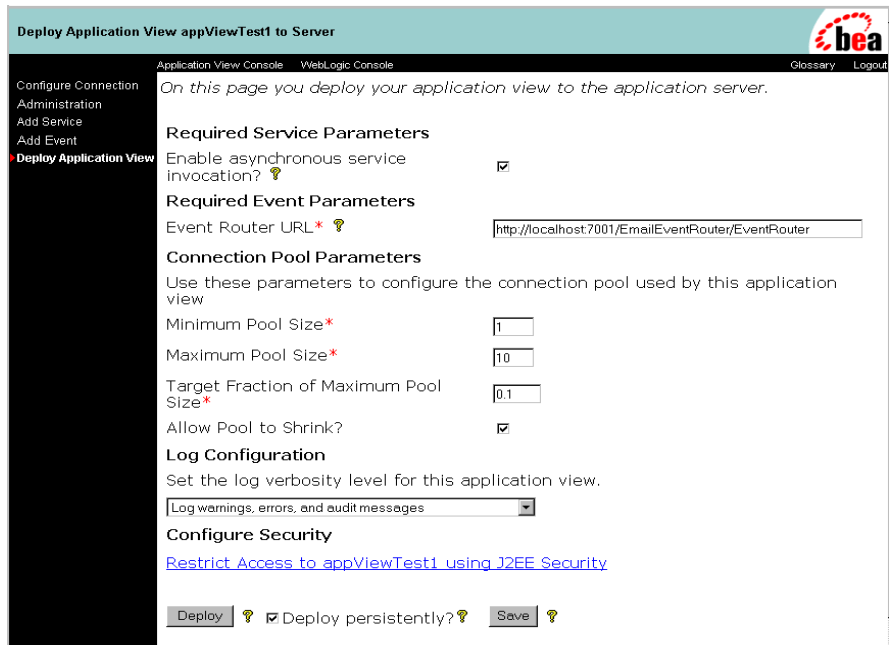 Deploy Application View appViewTest1 to Server
bea
Application View Console WebLogic Console Glossary Logout
Configure Connection
Administration
Add Service
Add Event
Deploy Application View
On this page you deploy your application view to the application server.
Required Service Parameters
Enable asynchronous service
invocation? ?
Required Event Parameters
Event Router URL* ? http://localhost:7001/EmailEventRouter/EventRouter
Connection Pool Parameters
Use these parameters to configure the connection pool used by this application
view
Minimum Pool Size* 1
Maximum Pool Size* 10
Target Fraction of Maximum Pool
Size* 0.1
Allow Pool to Shrink?
Log Configuration
Set the log verbosity level for this application view.
Log warnings, errors, and audit messages
Configure Security
Restrict Access to appViewTest1 using J2EE Security
Deploy ? Deploy persistently? ? Save ?